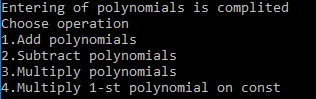 Entering of polynomials is complited
Choose operation
1.Add polynomials
2.Subtract polynomials
3.Multiply polynomials
4.Multiply 1-st polynomial on const